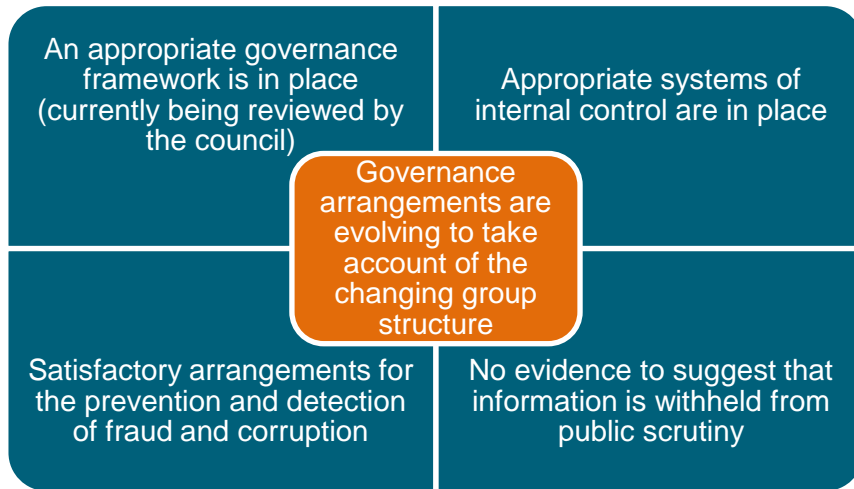 An appropriate governance
framework is in place
(currently being reviewed by
the council)
Appropriate systems of
internal control are in place
Governance
arrangements are
evolving to take
account of the
changing group
structure
Satisfactory arrangements for
the prevention and detection
of fraud and corruption
No evidence to suggest that
information is withheld from
public scrutiny